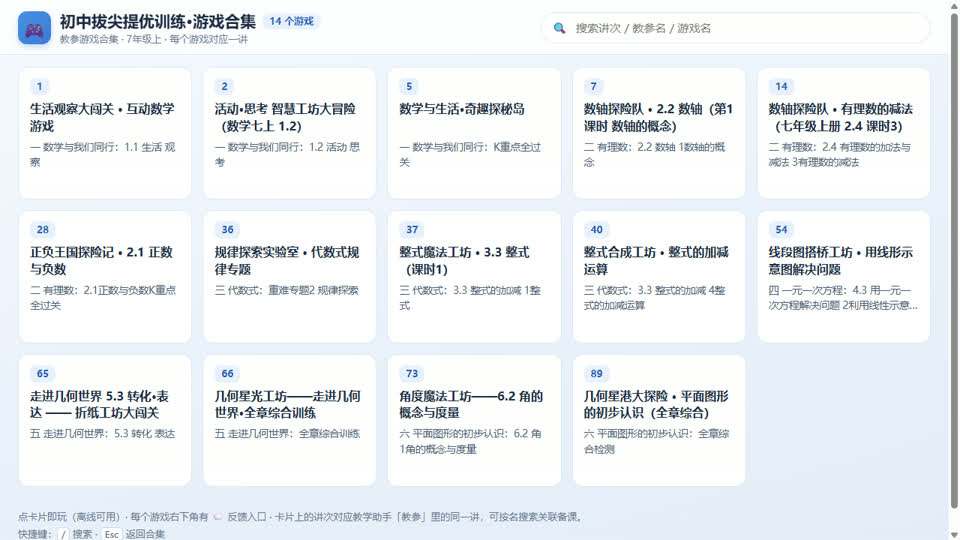 初中拔尖提优训练·游戏合集 14 个游戏
教参游戏合集 · 7年级上 · 每个游戏对应一讲
搜索讲次 / 教参名 / 游戏名
1
生活观察大闯关 • 互动数学
游戏
一 数学与我们同行：1.1 生活 观
察
2
活动•思考 智慧工坊大冒险
（数学七上 1.2）
一 数学与我们同行：1.2 活动 思
考
5
数学与生活•奇趣探秘岛
一 数学与我们同行：K重点全过
关
7
数轴探险队 • 2.2 数轴（第1
课时 数轴的概念）
二 有理数：2.2 数轴 1数轴的概
念
14
数轴探险队 • 有理数的减法
（七年级上册 2.4 课时3）
二 有理数：2.4 有理数的加法与
减法 3有理数的减法
28
正负王国探险记 • 2.1 正数
与负数
二 有理数：2.1正数与负数K重点
全过关
36
规律探索实验室 • 代数式规
律专题
三 代数式：重难专题2 规律探索
37
整式魔法工坊 • 3.3 整式
（课时1）
三 代数式：3.3 整式的加减 1整
式
40
整式合成工坊 • 整式的加减
运算
三 代数式：3.3 整式的加减 4整
式的加减运算
54
线段图搭桥工坊 • 用线形示
意图解决问题
四 一元一次方程：4.3 用一元一
次方程解决问题 2利用线性示意...
65
走进几何世界 5.3 转化•表
达 —— 折纸工坊大闯关
五 走进几何世界：5.3 转化 表达
66
几何星光工坊——走进几何
世界•全章综合训练
五 走进几何世界：全章综合训练
73
角度魔法工坊——6.2 角的
概念与度量
六 平面图形的初步认识：6.2 角
1角的概念与度量
89
几何星港大探险 • 平面图形
的初步认识（全章综合）
六 平面图形的初步认识：全章综
合检测
点卡片即玩（离线可用）· 每个游戏右下角有 反馈入口 · 卡片上的讲次对应教学助手「教参」里的同一讲，可按名搜索关联备课。
快捷键： / 搜索 · Esc 返回合集